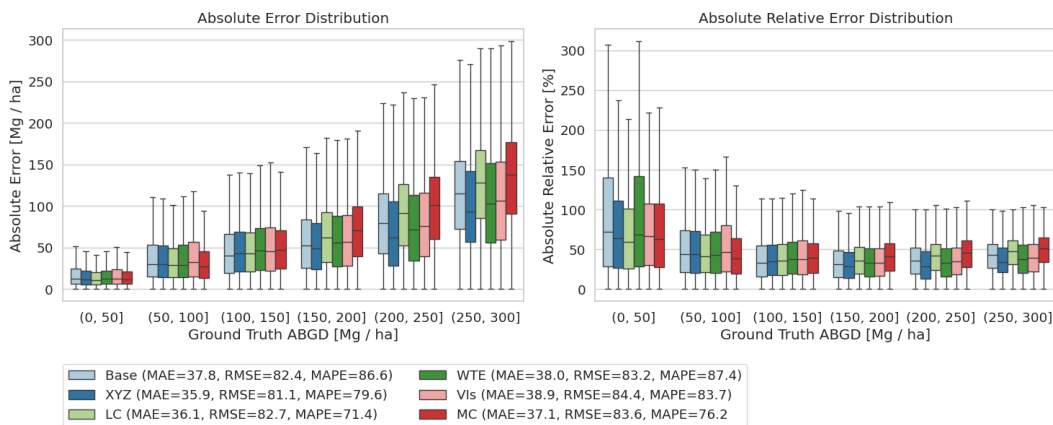 Absolute Error Distribution
Absolute Error [Mg / ha]
300
250
200
150
100
50
0
(0, 50] (50, 100] (100, 150] (150, 200] (200, 250] (250, 300]
Ground Truth ABGD [Mg / ha]
Absolute Relative Error Distribution
Absolute Relative Error [%]
300
250
200
150
100
50
0
(0, 50] (50, 100] (100, 150] (150, 200] (200, 250] (250, 300]
Ground Truth ABGD [Mg / ha]
Base (MAE=37.8, RMSE=82.4, MAPE=86.6)
XYZ (MAE=35.9, RMSE=81.1, MAPE=79.6)
LC (MAE=36.1, RMSE=82.7, MAPE=71.4)
WTE (MAE=38.0, RMSE=83.2, MAPE=87.4)
VIs (MAE=38.9, RMSE=84.4, MAPE=83.7)
MC (MAE=37.1, RMSE=83.6, MAPE=76.2